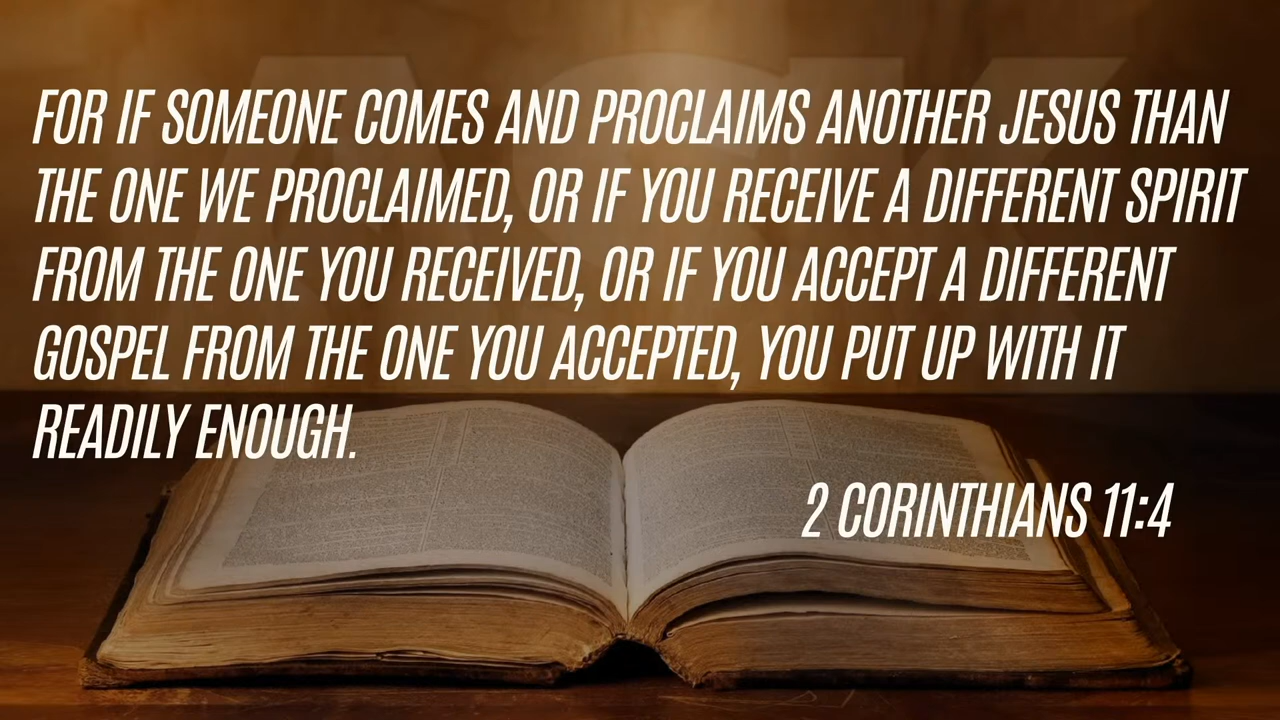 ASK
FOR IF SOMEONE COMES AND PROCLAIMS ANOTHER JESUS THAN
THE ONE WE PROCLAIMED, OR IF YOU RECEIVE A DIFFERENT SPIRIT
FROM THE ONE YOU RECEIVED, OR IF YOU ACCEPT A DIFFERENT
GOSPEL FROM THE ONE YOU ACCEPTED, YOU PUT UP WITH IT
READILY ENOUGH.
2 CORINTHIANS 11:4